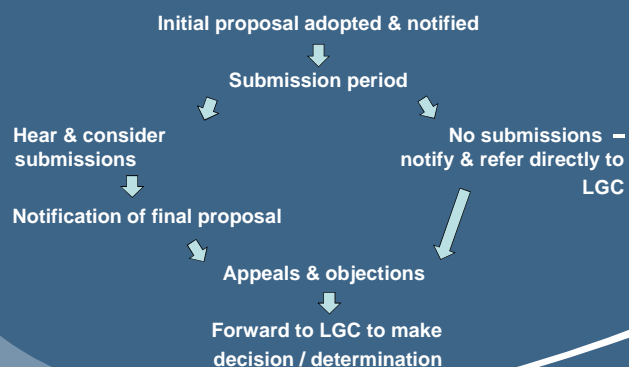 Initial proposal adopted & notified
Submission period
Hear & consider
submissions
No submissions –
notify & refer directly to
LGC
Notification of final proposal
Appeals & objections
Forward to LGC to make
decision / determination